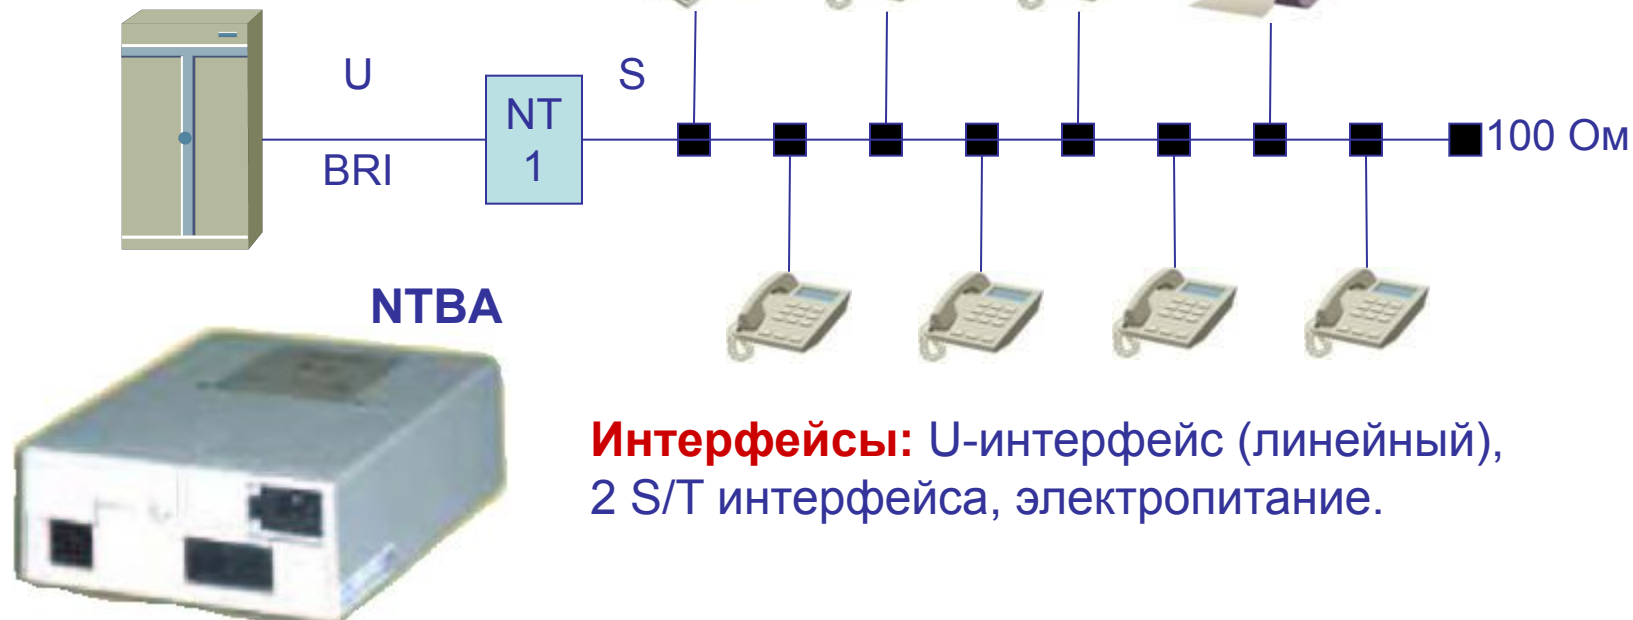 U
S
NT
1
100 Ом
BRI
NTBA
Интерфейсы: U-интерфейс (линейный),
2 S/T интерфейса, электропитание.